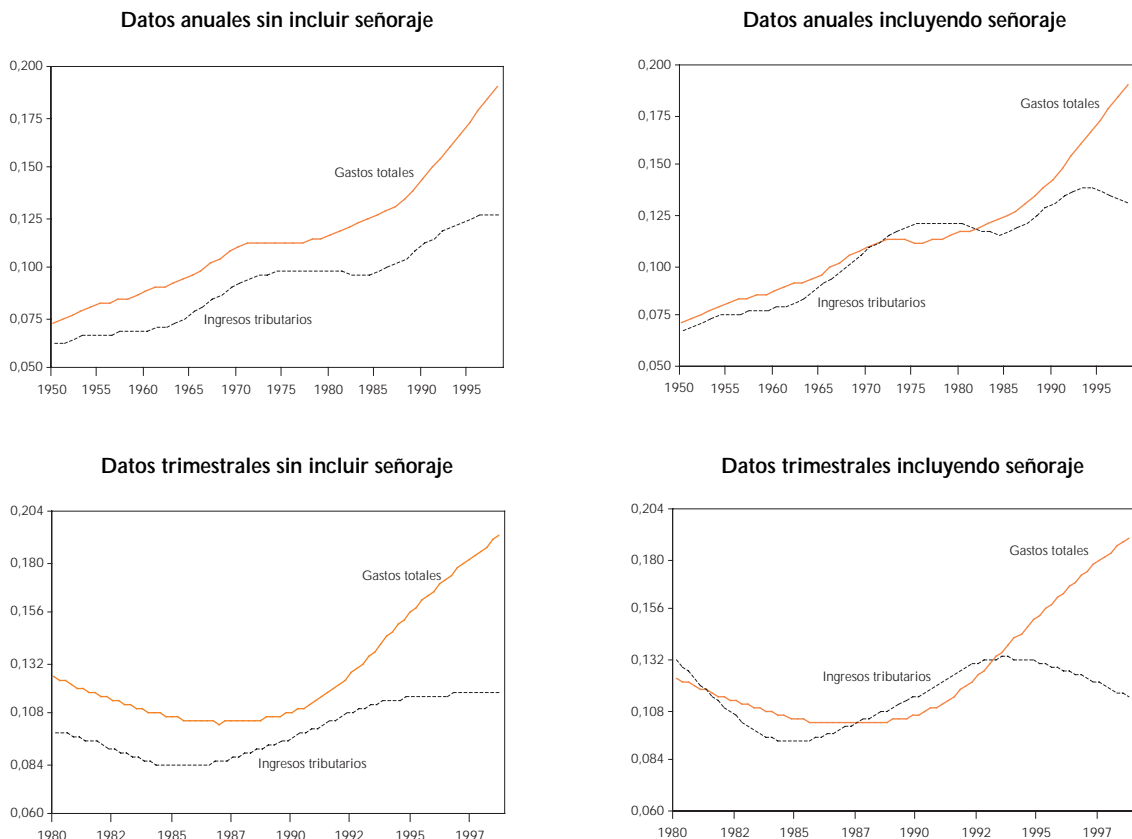 Datos anuales sin incluir señoraje
0,200
0,175
0,150
0,125
0,100
0,075
0,050
Gastos totales
Ingresos tributarios
1950 1955 1960 1965 1970 1975 1980 1985 1990 1995
Datos anuales incluyendo señoraje
0,200
0,175
0,150
0,125
0,100
0,075
0,050
Gastos totales
Ingresos tributarios
1950 1955 1960 1965 1970 1975 1980 1985 1990 1995
Datos trimestrales sin incluir señoraje
0,204
0,180
0,156
0,132
0,108
0,084
0,060
Gastos totales
Ingresos tributarios
1980 1982 1985 1987 1990 1992 1995 1997
Datos trimestrales incluyendo señoraje
0,204
0,180
0,156
0,132
0,108
0,084
0,060
Gastos totales
Ingresos tributarios
1980 1982 1985 1987 1990 1992 1995 1997